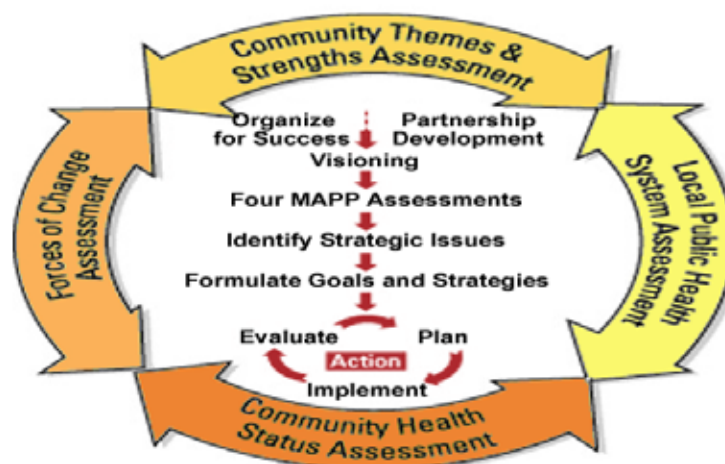 Community Themes &
Strengths Assessment
Organize
for Success
Partnership
Development
Visioning
Four MAPP Assessments
Identify Strategic Issues
Formulate Goals and Strategies
Evaluate
Plan
Action
Implement
Forces of Change
Assessment
Local Public Health
System Assessment
Community Health
Status Assessment